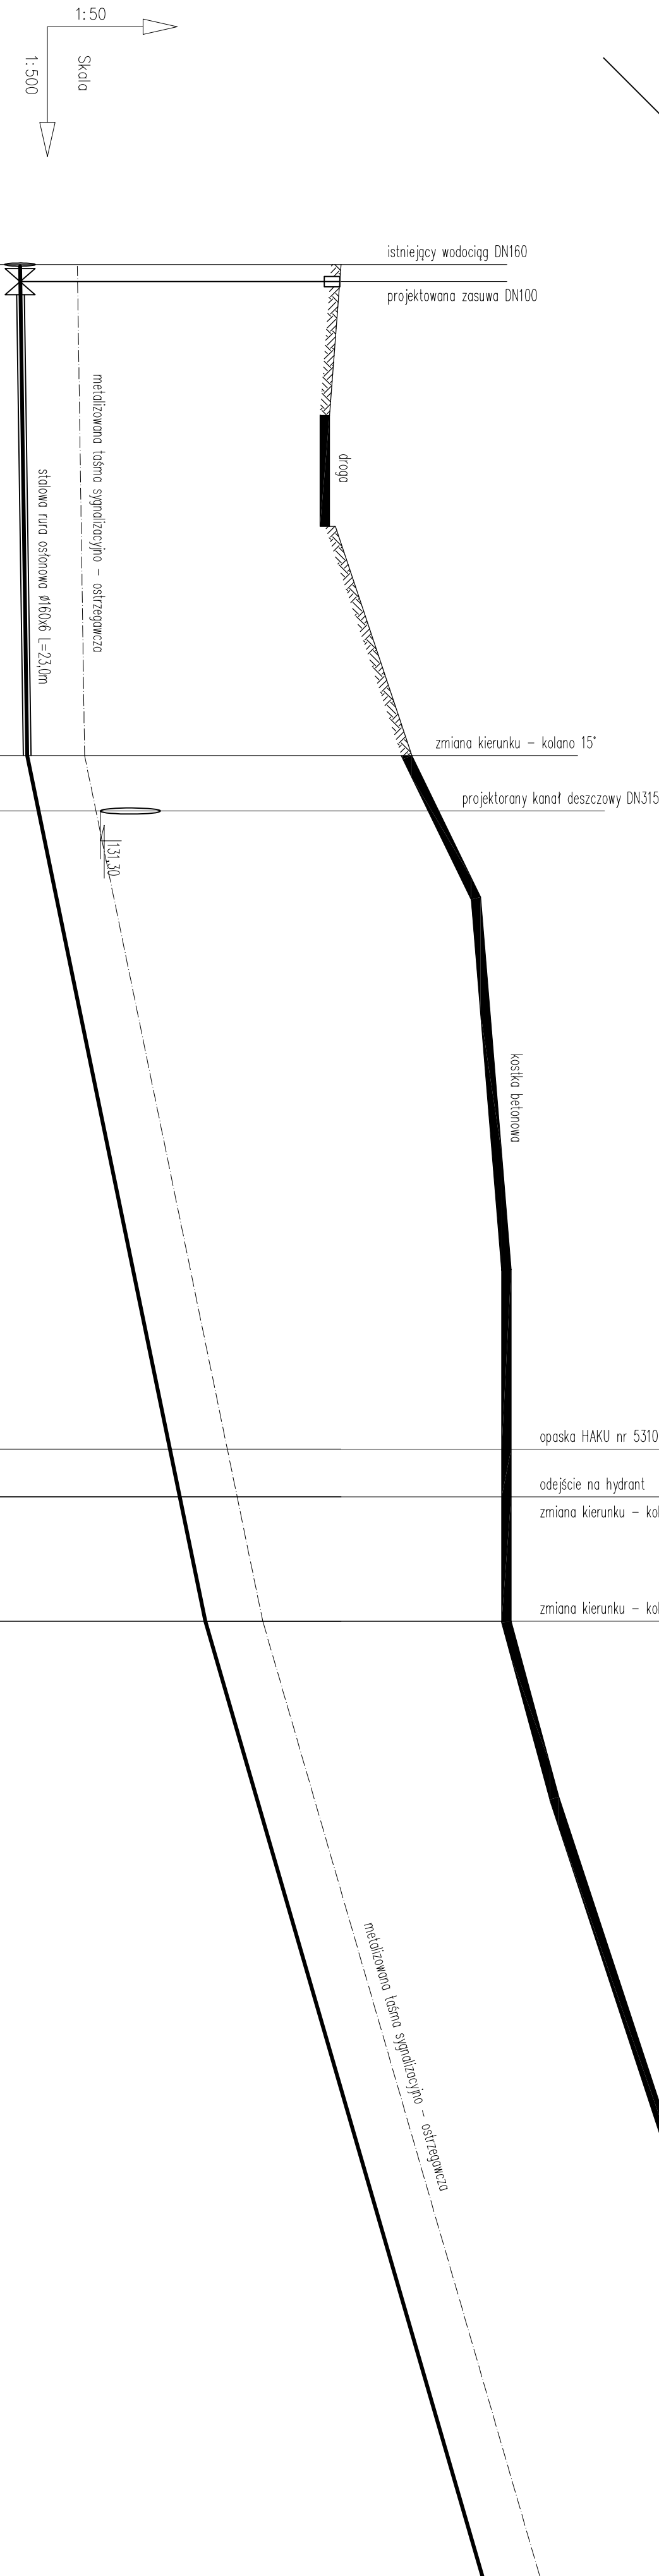 1:50
Skala
1:500
istniejący wodociąg DN160
projektowana zasuwa DN100
metalizowana taśma sygnalizacyjno - ostrzegawcza
droga
stalowa rura osłonowa ø160x6 L=23,0m
zmiana kierunku - kolano 15°
projektorany kanał deszczowy DN315
131,30
kostka betonowa
opaska HAKU nr 5310
odejście na hydrant
zmiana kierunku - kol
zmiana kierunku - kol
metalizowana taśma sygnalizacyjno - ostrzegawcza